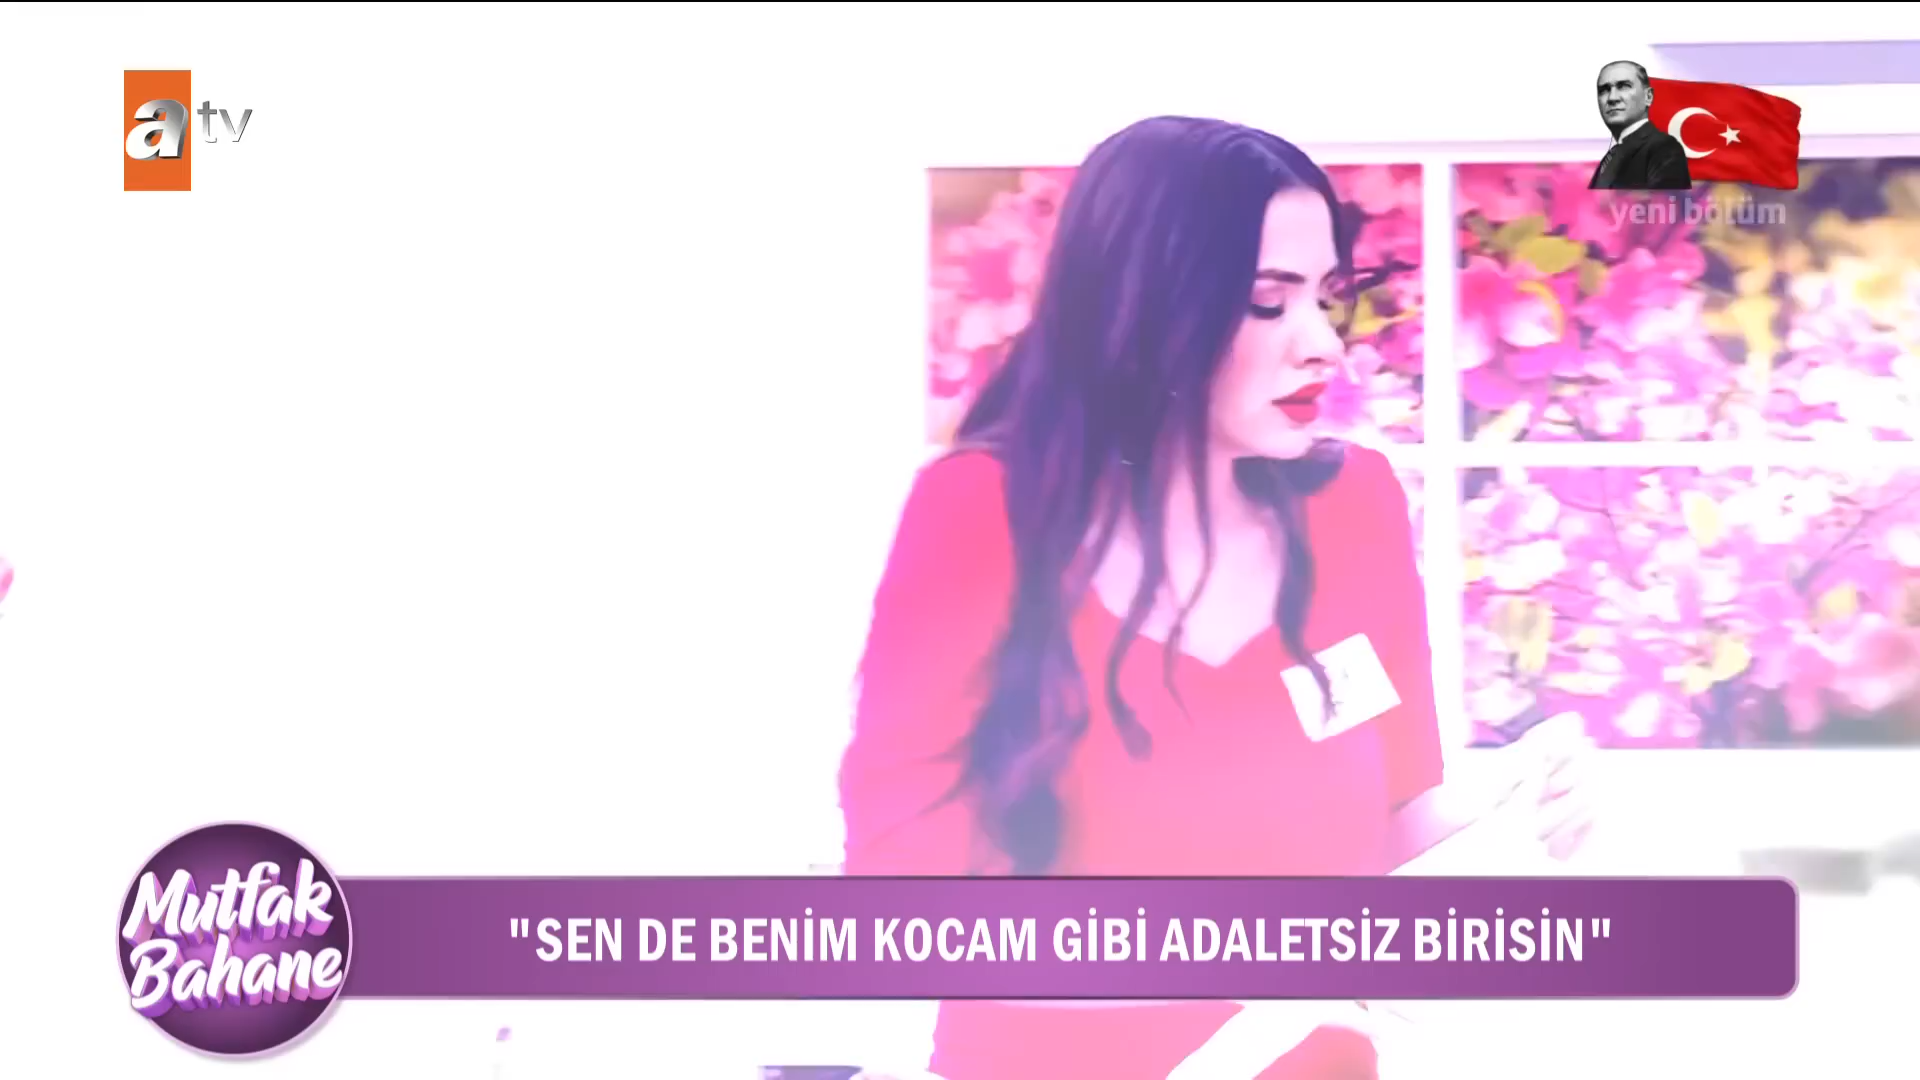 atv
yeni bölüm
Mutfak
Bahane
"SEN DE BENİM KOCAM GİBİ ADALETSİZ BİRİSİN"